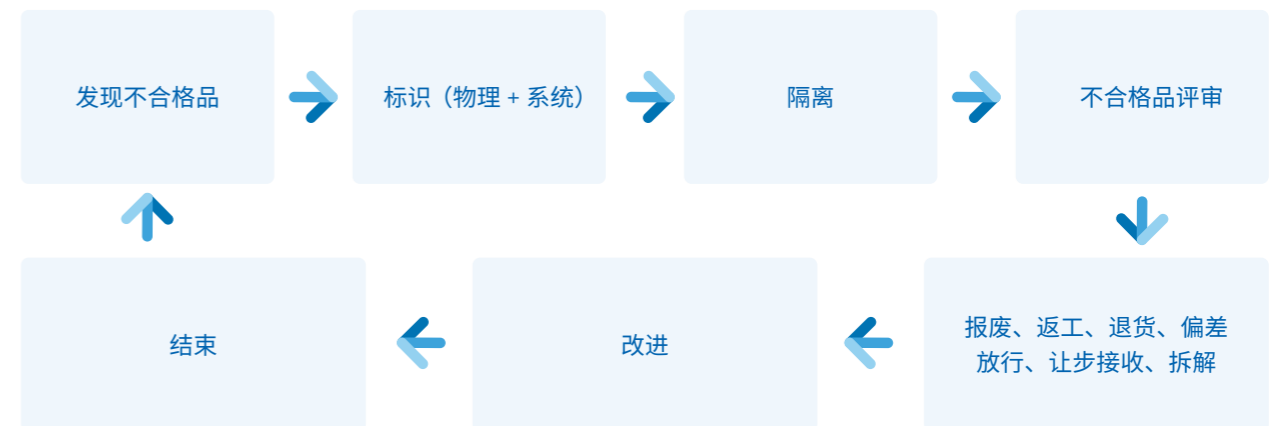 发现不合格品
标识（物理 + 系统）
隔离
不合格品评审
报废、返工、退货、偏差
放行、让步接收、拆解
改进
结束